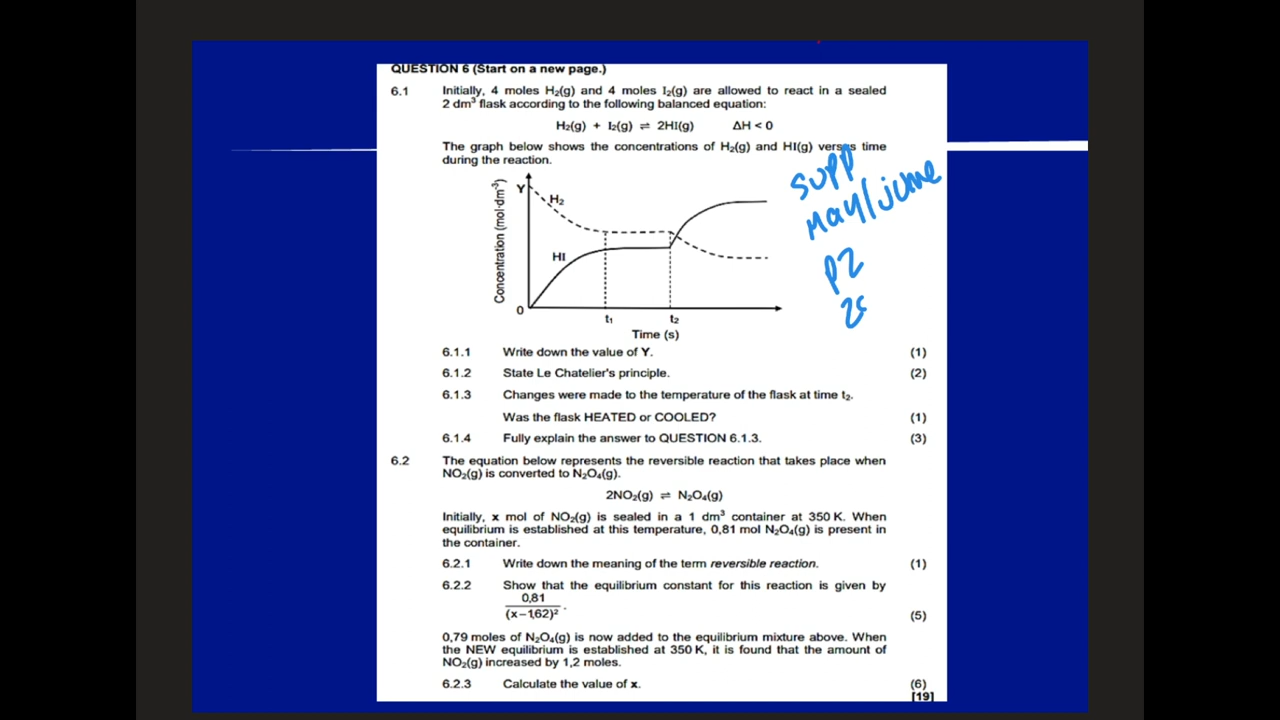 QUESTION 6 (Start on a new page.)
6.1 Initially, 4 moles H₂(g) and 4 moles I₂(g) are allowed to react in a sealed
2 dm³ flask according to the following balanced equation:
H₂(g) + I₂(g) ⇌ 2HI(g) ΔH < 0
The graph below shows the concentrations of H₂(g) and HI(g) versus time
during the reaction.
Concentration (mol·dm⁻³)
Y
H₂
HI
0
t₁ t₂
Time (s)
supp
May/june
p2
6.1.1 Write down the value of Y. (1)
6.1.2 State Le Chatelier's principle. (2)
6.1.3 Changes were made to the temperature of the flask at time t₂.
Was the flask HEATED or COOLED? (1)
6.1.4 Fully explain the answer to QUESTION 6.1.3. (3)
6.2 The equation below represents the reversible reaction that takes place when
NO₂(g) is converted to N₂O₄(g).
2NO₂(g) ⇌ N₂O₄(g)
Initially, x mol of NO₂(g) is sealed in a 1 dm³ container at 350 K. When
equilibrium is established at this temperature, 0,81 mol N₂O₄(g) is present in
the container.
6.2.1 Write down the meaning of the term reversible reaction. (1)
6.2.2 Show that the equilibrium constant for this reaction is given by
0,81
(x−1,62)² . (5)
0,79 moles of N₂O₄(g) is now added to the equilibrium mixture above. When
the NEW equilibrium is established at 350 K, it is found that the amount of
NO₂(g) increased by 1,2 moles.
6.2.3 Calculate the value of x. (6)
[19]